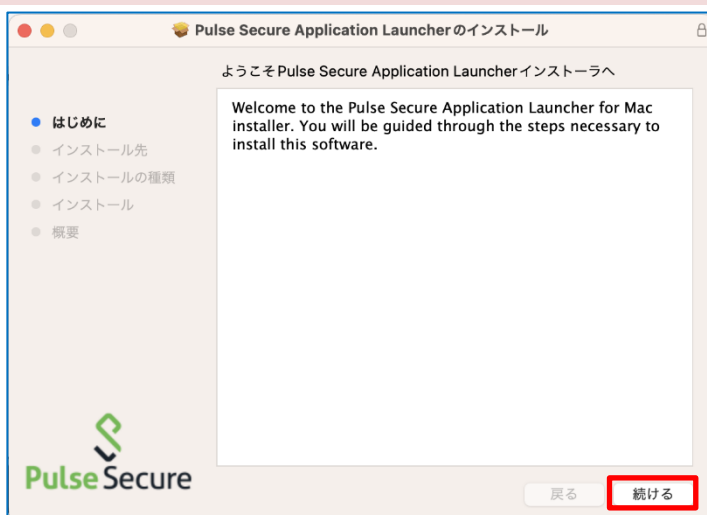 Pulse Secure Application Launcherのインストール
ようこそPulse Secure Application Launcherインストーラへ
はじめに
インストール先
インストールの種類
インストール
概要
Welcome to the Pulse Secure Application Launcher for Mac
installer. You will be guided through the steps necessary to
install this software.
Pulse Secure
戻る
続ける